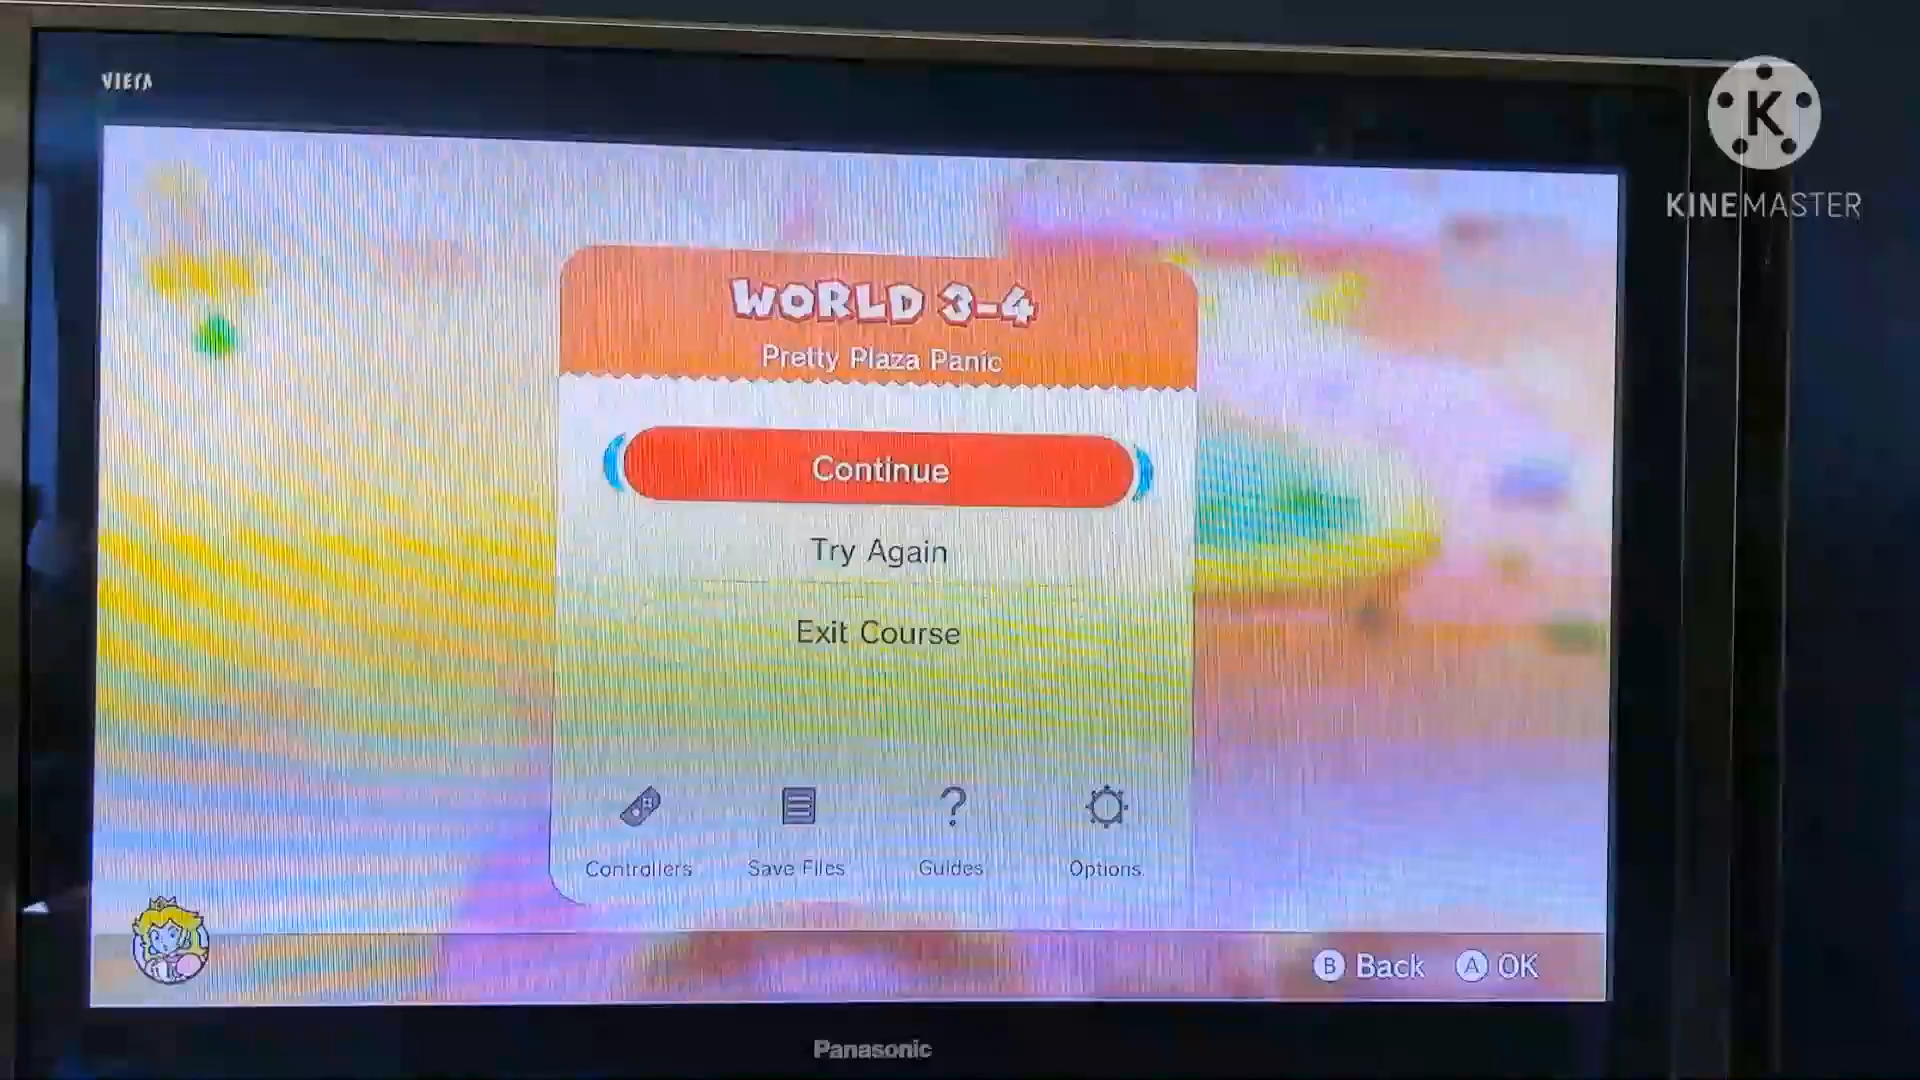 VIERA
K
KINEMASTER
WORLD 3-4
Pretty Plaza Panic
Continue
Try Again
Exit Course
?
Controllers
Save Files
Guides
Options
B Back
A OK
Panasonic